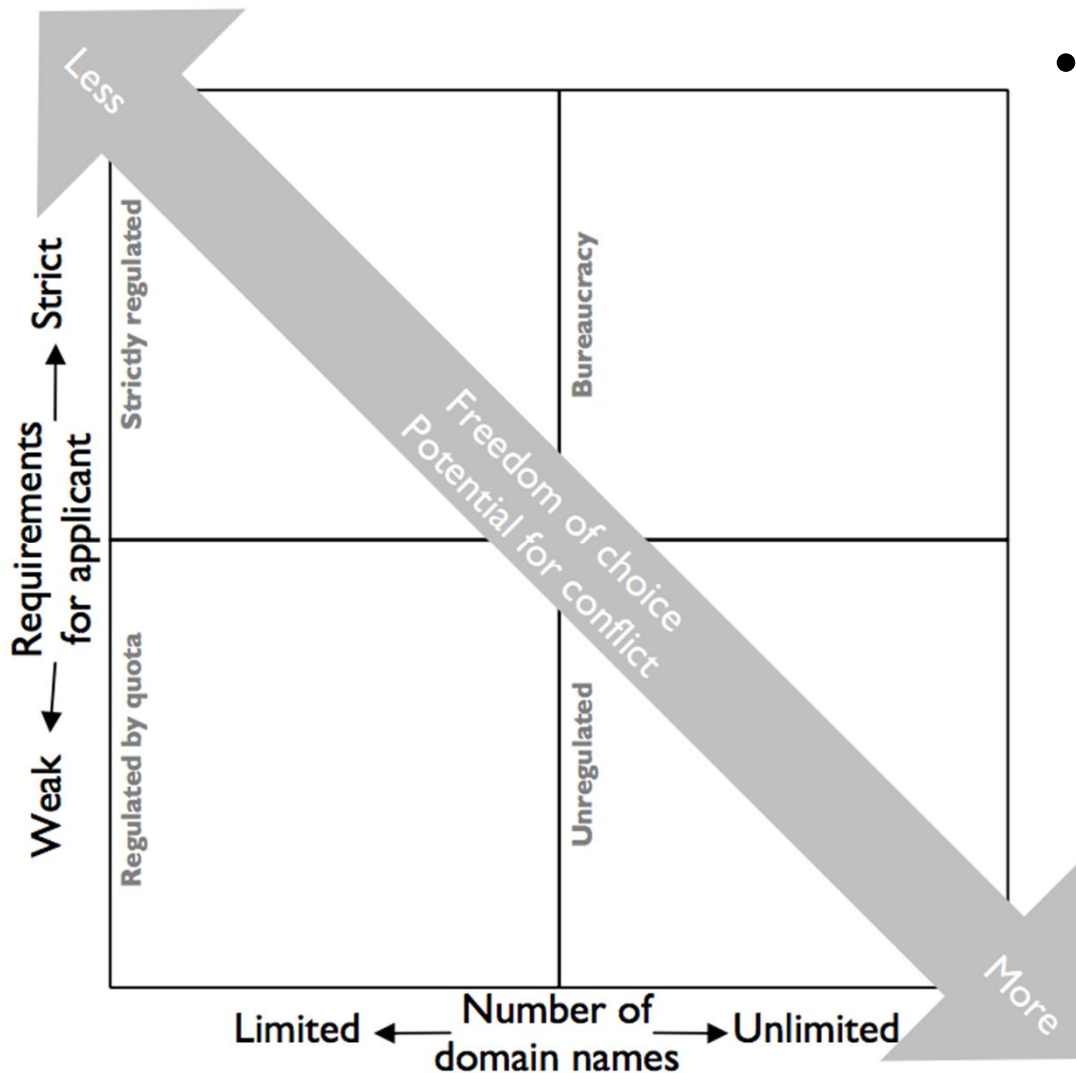 Less
•
Strictly regulated
Bureaucracy
Strict
Requirements
for applicant
Weak
Freedom of choice
Potential for conflict
Regulated by quota
Unregulated
More
Limited
Number of
domain names
Unlimited